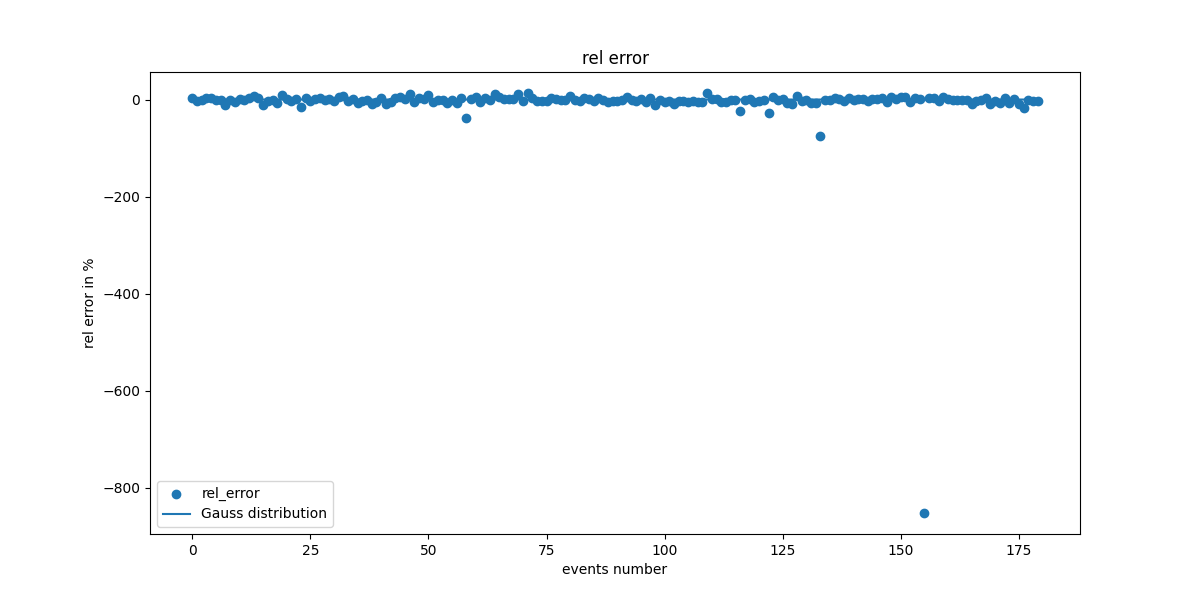 rel error
rel error in %
0
−200
−400
−600
−800
rel_error
Gauss distribution
0 25 50 75 100 125 150 175
events number